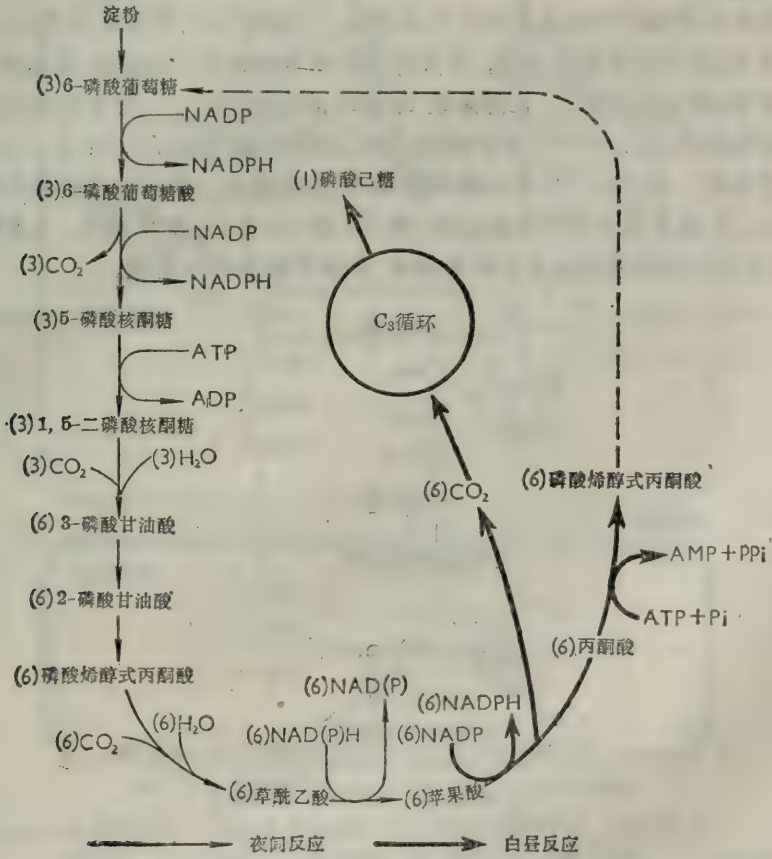 淀粉
(3)6-磷酸葡萄糖
NADP
NADPH
(3)6-磷酸葡萄糖酸
(3)CO₂
NADP
NADPH
(3)5-磷酸核酮糖
ATP
ADP
(3)1,5-二磷酸核酮糖
(3)CO₂
(3)H₂O
(6)3-磷酸甘油酸
(6)2-磷酸甘油酸
(6)磷酸烯醇式丙酮酸
(6)CO₂
(6)H₂O
(6)草酰乙酸
(6)NAD(P)H
(6)NAD(P)
(6)苹果酸
(6)NADP
(6)NADPH
(6)CO₂
C₃循环
(1)磷酸己糖
(6)丙酮酸
ATP+Pi
AMP+PPi
(6)磷酸烯醇式丙酮酸
夜间反应
白昼反应